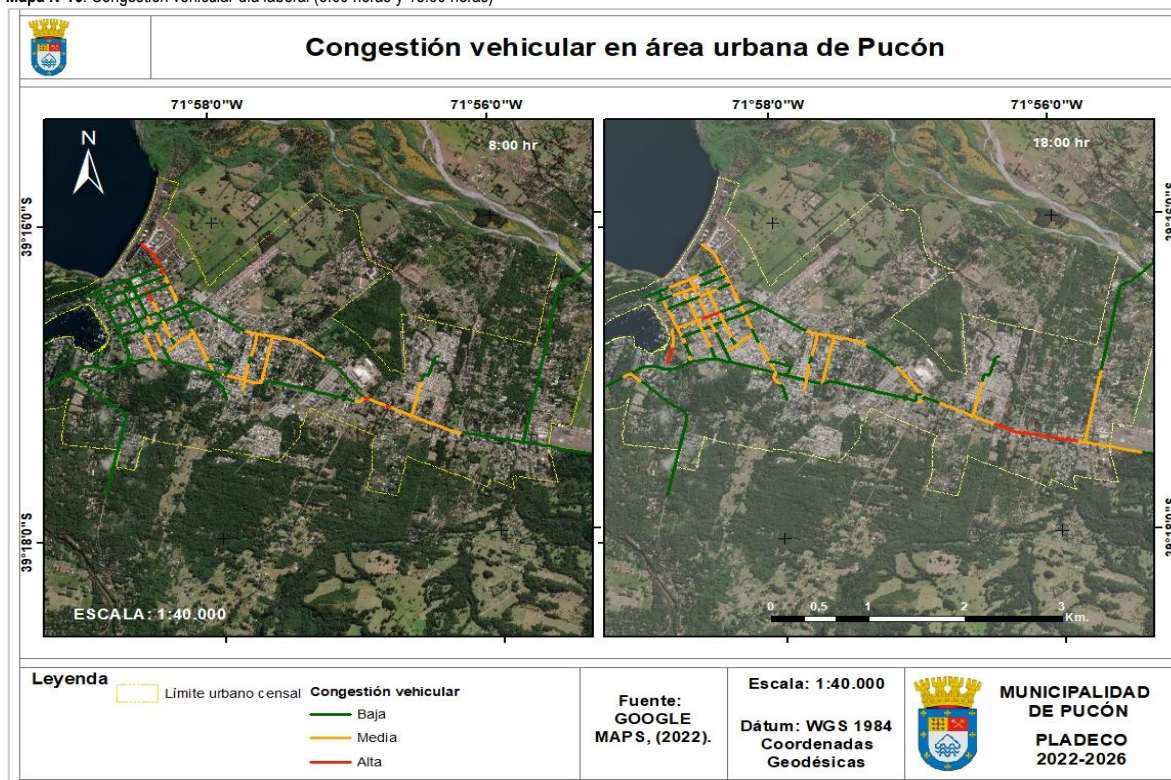 Congestión vehicular en área urbana de Pucón
71°58'0"W
71°56'0"W
71°58'0"W
71°56'0"W
N
8:00 hr
18:00 hr
39°16'0"S
39°18'0"S
39°18'0"S
ESCALA: 1:40.000
0 0,5 1 2 3
Km.
Leyenda
Límite urbano censal
Congestión vehicular
Baja
Media
Alta
Fuente:
GOOGLE
MAPS, (2022).
Escala: 1:40.000
Dátum: WGS 1984
Coordenadas
Geodésicas
MUNICIPALIDAD
DE PUCÓN
PLADECO
2022-2026